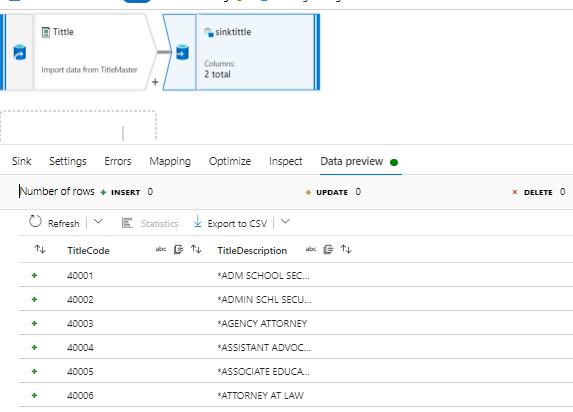 Tittle
Import data from TitleMaster
+
sinktittle
Columns:
2 total
Sink Settings Errors Mapping Optimize Inspect Data preview
Number of rows + INSERT 0 * UPDATE 0 × DELETE 0
Refresh Statistics Export to CSV
TitleCode abc TitleDescription abc
+ 40001 *ADM SCHOOL SEC...
+ 40002 *ADMIN SCHL SECU...
+ 40003 *AGENCY ATTORNEY
+ 40004 *ASSISTANT ADVOC...
+ 40005 *ASSOCIATE EDUCA...
+ 40006 *ATTORNEY AT LAW